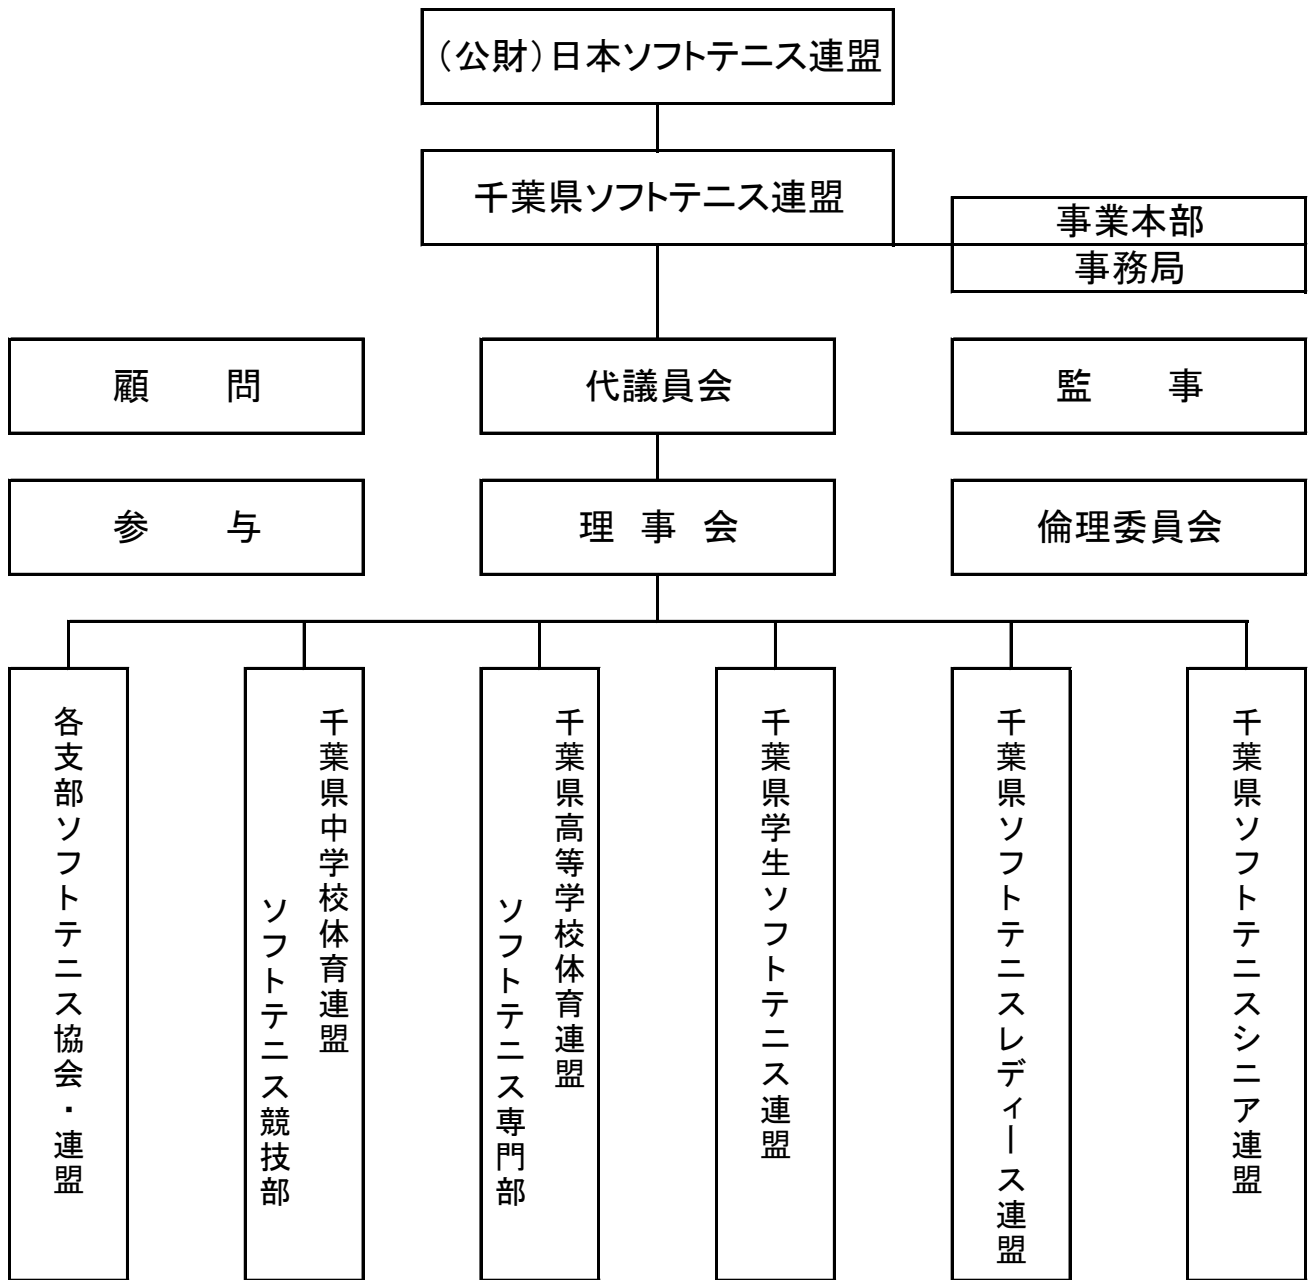 （公財）日本ソフトテニス連盟
千葉県ソフトテニス連盟
事業本部
事務局
顧　　問
代議員会
監　　事
参　　与
理　事　会
倫理委員会
各支部ソフトテニス協会・連盟
千葉県中学校体育連盟
ソフトテニス競技部
千葉県高等学校体育連盟
ソフトテニス専門部
千葉県学生ソフトテニス連盟
千葉県ソフトテニスレディース連盟
千葉県ソフトテニスシニア連盟